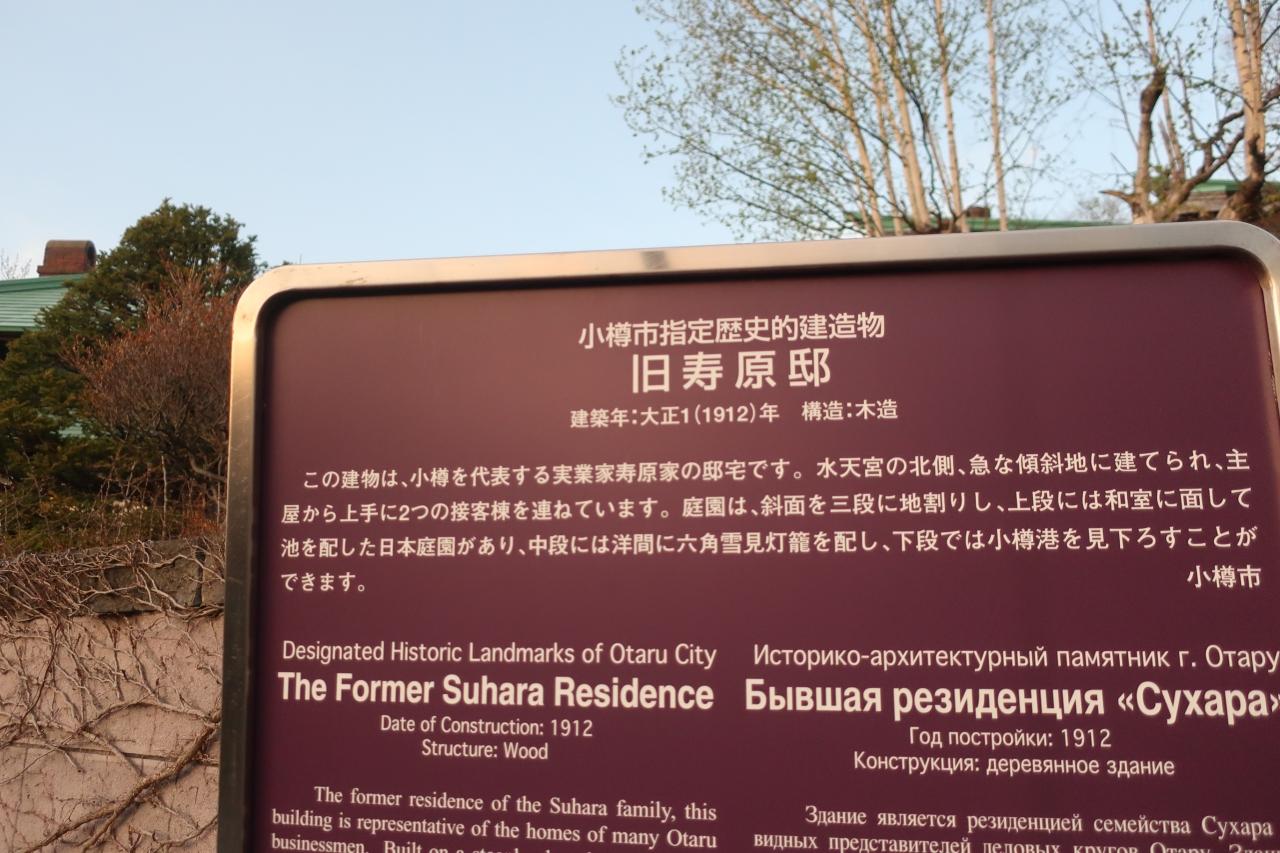 小樽市指定歴史的建造物
旧寿原邸
建築年：大正1（1912）年　構造：木造
この建物は、小樽を代表する実業家寿原家の邸宅です。水天宮の北側、急な傾斜地に建てられ、主
屋から上手に2つの接客棟を連ねています。庭園は、斜面を三段に地割りし、上段には和室に面して
池を配した日本庭園があり、中段には洋間に六角雪見灯籠を配し、下段では小樽港を見下ろすことが
できます。
小樽市
Designated Historic Landmarks of Otaru City
The Former Suhara Residence
Date of Construction: 1912
Structure: Wood
The former residence of the Suhara family, this
building is representative of the homes of many Otaru
businessmen. Built on a
Историко-архитектурный памятник г. Отару
Бывшая резиденция «Сухара»
Год постройки: 1912
Конструкция: деревянное здание
Здание является резиденцией семейства Сухара
видных представителей деловых кругов Отару.